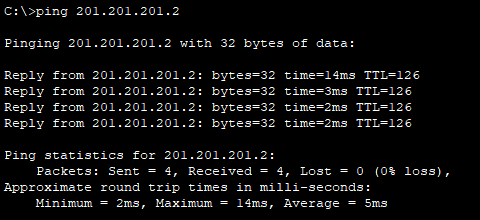 C:\>ping 201.201.201.2
Pinging 201.201.201.2 with 32 bytes of data:
Reply from 201.201.201.2: bytes=32 time=14ms TTL=126
Reply from 201.201.201.2: bytes=32 time=3ms TTL=126
Reply from 201.201.201.2: bytes=32 time=2ms TTL=126
Reply from 201.201.201.2: bytes=32 time=2ms TTL=126
Ping statistics for 201.201.201.2:
    Packets: Sent = 4, Received = 4, Lost = 0 (0% loss),
Approximate round trip times in milli-seconds:
    Minimum = 2ms, Maximum = 14ms, Average = 5ms